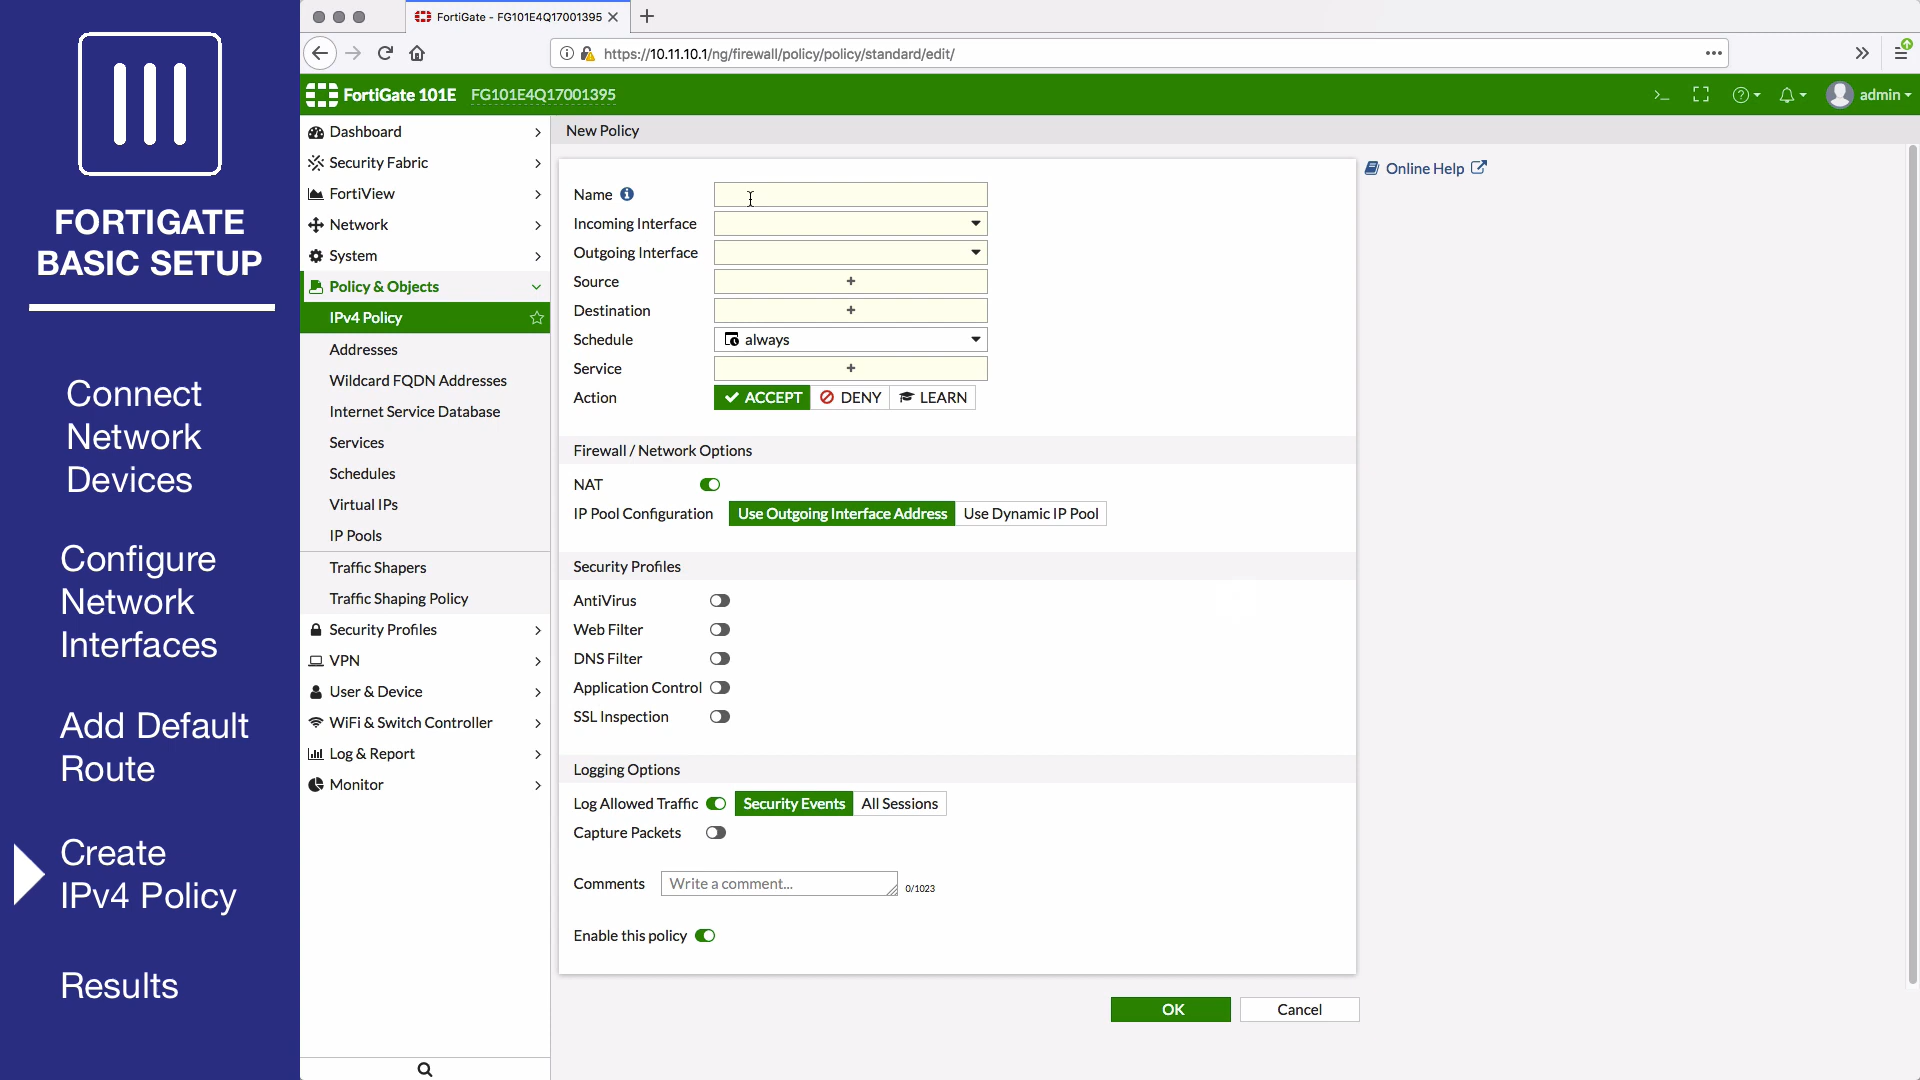 FORTIGATE
BASIC SETUP
Connect
Network
Devices
Configure
Network
Interfaces
Add Default
Route
Create
IPv4 Policy
Results
FortiGate - FG101E4Q17001395
https://10.11.10.1/ng/firewall/policy/policy/standard/edit/
FortiGate 101E FG101E4Q17001395
admin
Dashboard
Security Fabric
FortiView
Network
System
Policy & Objects
IPv4 Policy
Addresses
Wildcard FQDN Addresses
Internet Service Database
Services
Schedules
Virtual IPs
IP Pools
Traffic Shapers
Traffic Shaping Policy
Security Profiles
VPN
User & Device
WiFi & Switch Controller
Log & Report
Monitor
New Policy
Online Help
Name
Incoming Interface
Outgoing Interface
Source
Destination
Schedule always
Service
Action ACCEPT DENY LEARN
Firewall / Network Options
NAT
IP Pool Configuration Use Outgoing Interface Address Use Dynamic IP Pool
Security Profiles
AntiVirus
Web Filter
DNS Filter
Application Control
SSL Inspection
Logging Options
Log Allowed Traffic Security Events All Sessions
Capture Packets
Comments Write a comment... 0/1023
Enable this policy
OK Cancel